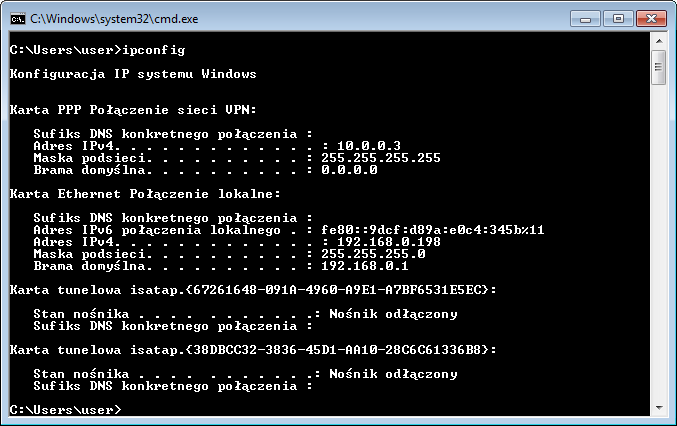 C:\Windows\system32\cmd.exe
C:\Users\user>ipconfig
Konfiguracja IP systemu Windows
Karta PPP Połączenie sieci VPN:
Sufiks DNS konkretnego połączenia :
Adres IPv4. . . . . . . . . . . . . : 10.0.0.3
Maska podsieci. . . . . . . . . . . : 255.255.255.255
Brama domyślna. . . . . . . . . . . : 0.0.0.0
Karta Ethernet Połączenie lokalne:
Sufiks DNS konkretnego połączenia :
Adres IPv6 połączenia lokalnego . . : fe80::9dcf:d89a:e0c4:345b%11
Adres IPv4. . . . . . . . . . . . . : 192.168.0.198
Maska podsieci. . . . . . . . . . . : 255.255.255.0
Brama domyślna. . . . . . . . . . . : 192.168.0.1
Karta tunelowa isatap.{67261648-091A-4960-A9E1-A7BF6531E5EC}:
Stan nośnika . . . . . . . . . . .: Nośnik odłączony
Sufiks DNS konkretnego połączenia :
Karta tunelowa isatap.{38DBCC32-3836-45D1-AA10-28C6C61336B8}:
Stan nośnika . . . . . . . . . . .: Nośnik odłączony
Sufiks DNS konkretnego połączenia :
C:\Users\user>